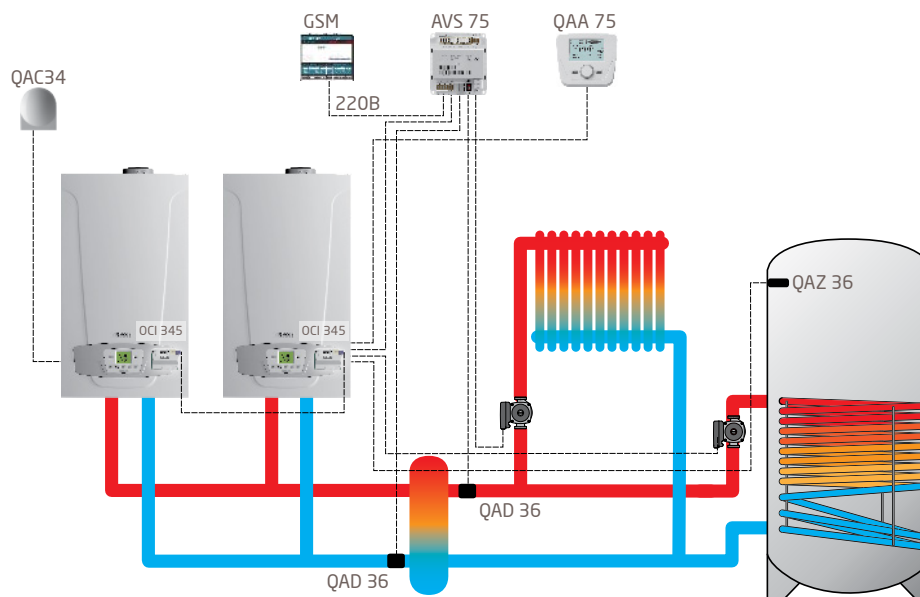 GSM
AVS 75
QAA 75
QAC34
220В
QAZ 36
OCI 345
OCI 345
QAD 36
QAD 36